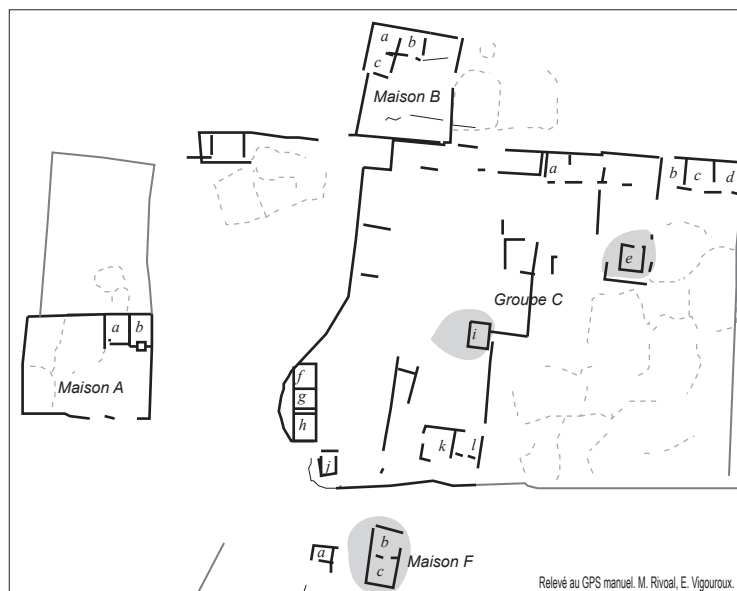 a
b
c
Maison B
a
b
c
d
e
Groupe C
i
a
b
Maison A
f
g
h
k
l
j
a
b
c
Maison F
Relevé au GPS manuel. M. Rivoal, E. Vigouroux.